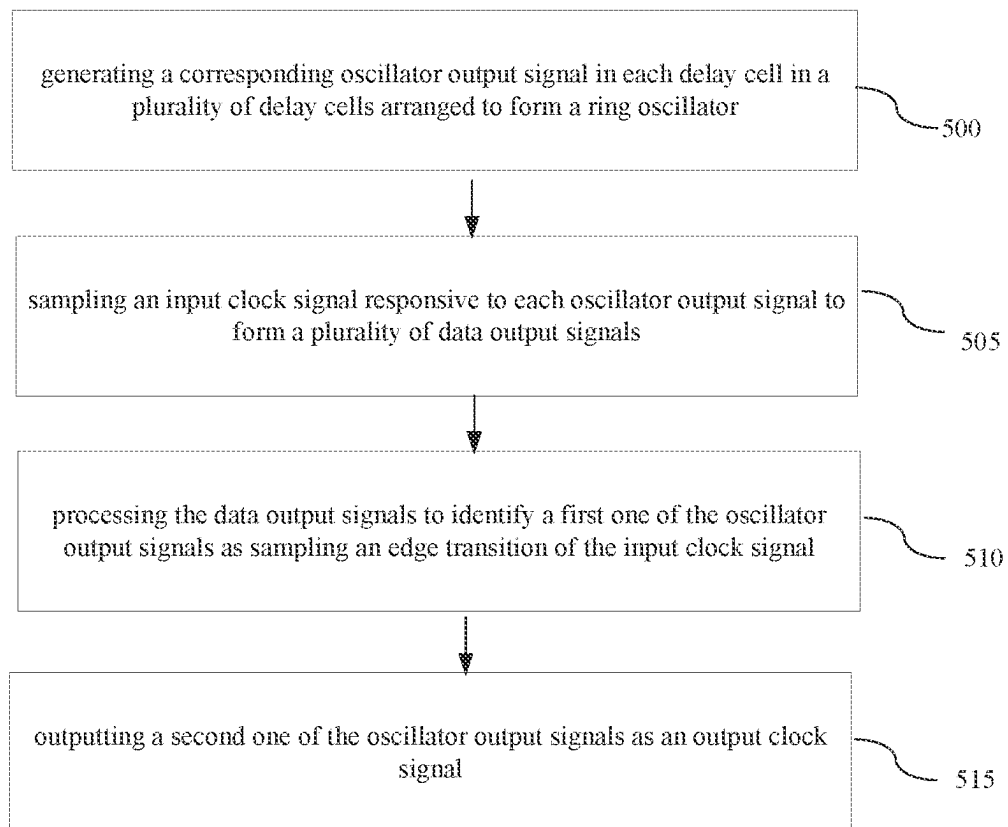 generating a corresponding oscillator output signal in each delay cell in a
plurality of delay cells arranged to form a ring oscillator
500
sampling an input clock signal responsive to each oscillator output signal to
form a plurality of data output signals
505
processing the data output signals to identify a first one of the oscillator
output signals as sampling an edge transition of the input clock signal
510
outputting a second one of the oscillator output signals as an output clock
signal
515